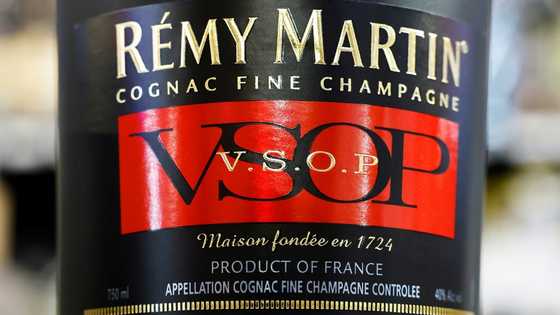 RÉMY MARTIN®
COGNAC FINE CHAMPAGNE
VSOP
V.S.O.P
Maison fondée en 1724
PRODUCT OF FRANCE
750 ml APPELLATION COGNAC FINE CHAMPAGNE CONTROLEE 40% Alc